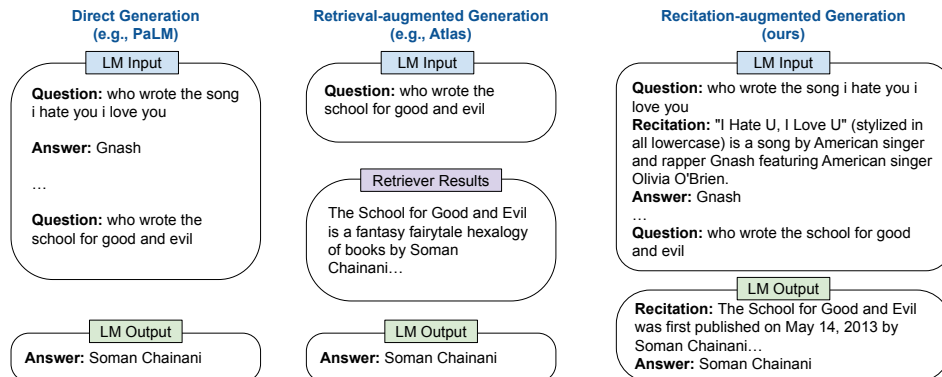 Direct Generation
(e.g., PaLM)
LM Input
Question: who wrote the song
i hate you i love you
Answer: Gnash
…
Question: who wrote the
school for good and evil
LM Output
Answer: Soman Chainani
Retrieval-augmented Generation
(e.g., Atlas)
LM Input
Question: who wrote the
school for good and evil
Retriever Results
The School for Good and Evil
is a fantasy fairytale hexalogy
of books by Soman
Chainani…
LM Output
Answer: Soman Chainani
Recitation-augmented Generation
(ours)
LM Input
Question: who wrote the song i hate you i
love you
Recitation: "I Hate U, I Love U" (stylized in
all lowercase) is a song by American singer
and rapper Gnash featuring American singer
Olivia O'Brien.
Answer: Gnash
…
Question: who wrote the school for good
and evil
LM Output
Recitation: The School for Good and Evil
was first published on May 14, 2013 by
Soman Chainani…
Answer: Soman Chainani